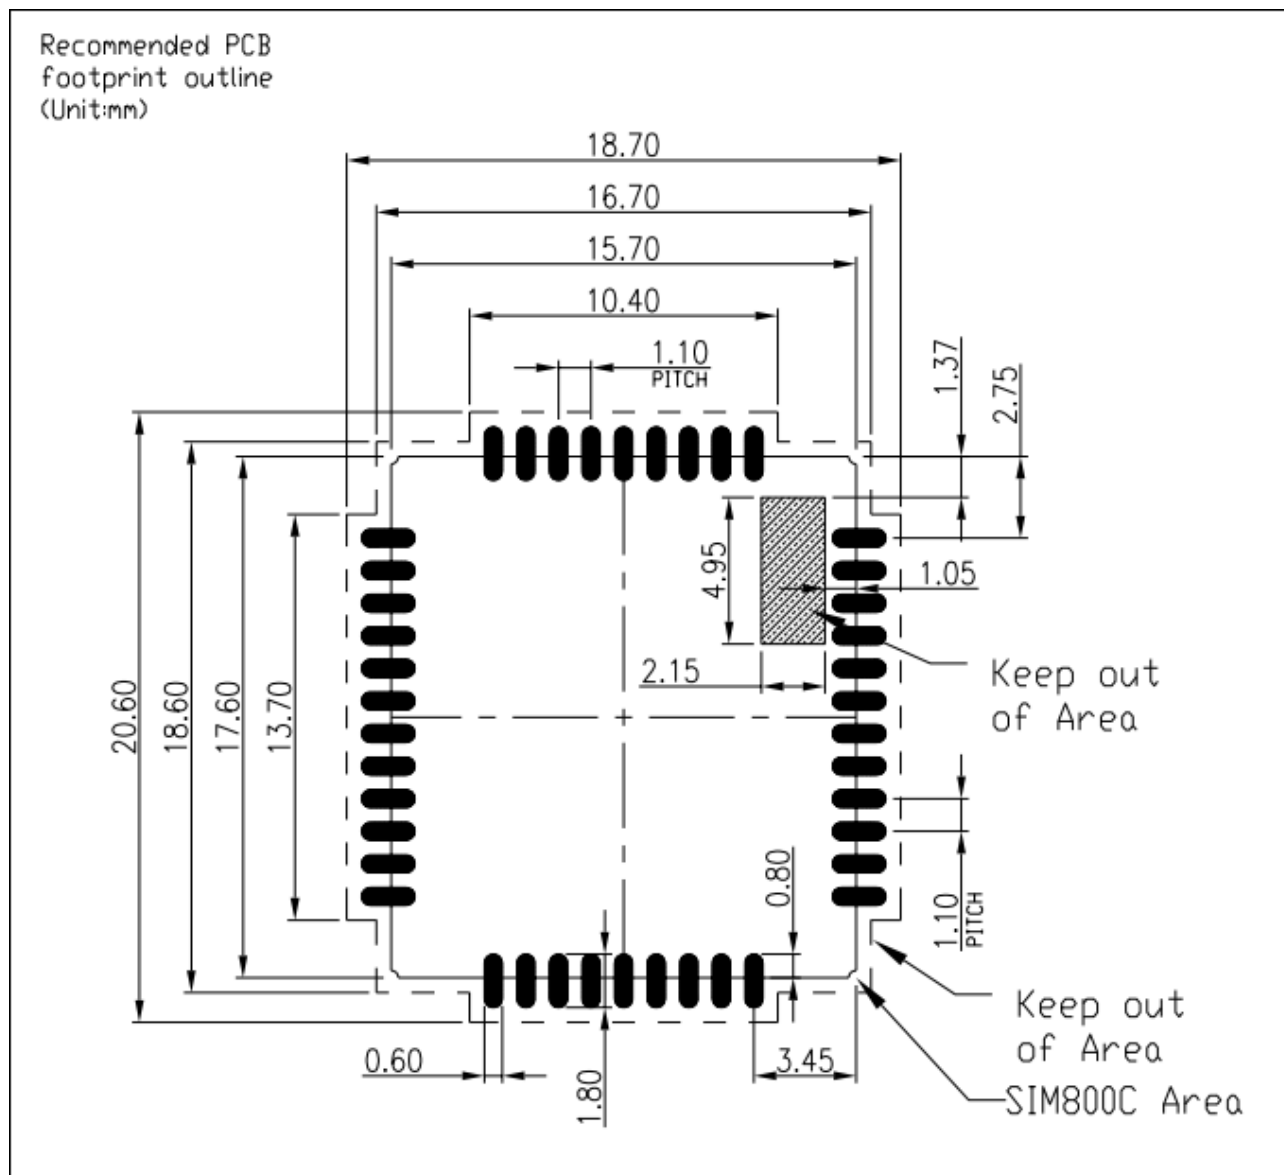 Recommended PCB
footprint outline
(Unit:mm)
18.70
16.70
15.70
10.40
1.10
PITCH
1.37
2.75
4.95
1.05
2.15
Keep out
of Area
20.60
18.60
17.60
13.70
0.80
1.10
PITCH
Keep out
of Area
0.60
1.80
3.45
SIM800C Area